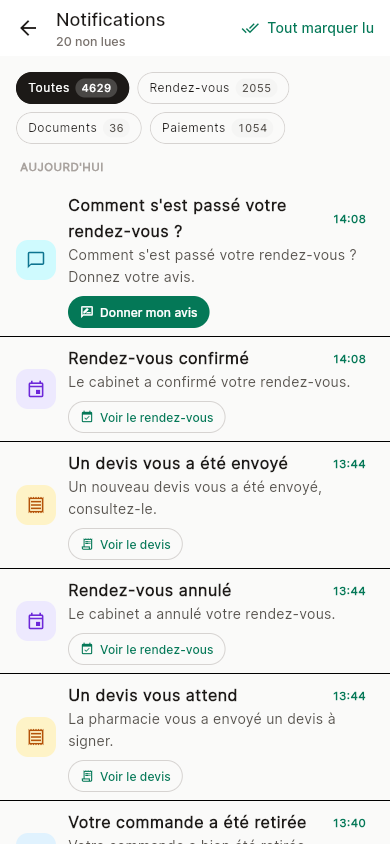 Notifications
20 non lues
Tout marquer lu
Toutes 4629
Rendez-vous 2055
Documents 36
Paiements 1054
AUJOURD'HUI
Comment s'est passé votre
rendez-vous ?
14:08
Comment s'est passé votre rendez-vous ?
Donnez votre avis.
Donner mon avis
Rendez-vous confirmé
14:08
Le cabinet a confirmé votre rendez-vous.
Voir le rendez-vous
Un devis vous a été envoyé
13:44
Un nouveau devis vous a été envoyé,
consultez-le.
Voir le devis
Rendez-vous annulé
13:44
Le cabinet a annulé votre rendez-vous.
Voir le rendez-vous
Un devis vous attend
13:44
La pharmacie vous a envoyé un devis à
signer.
Voir le devis
Votre commande a été retirée
13:40
Votre commande a bien été retirée